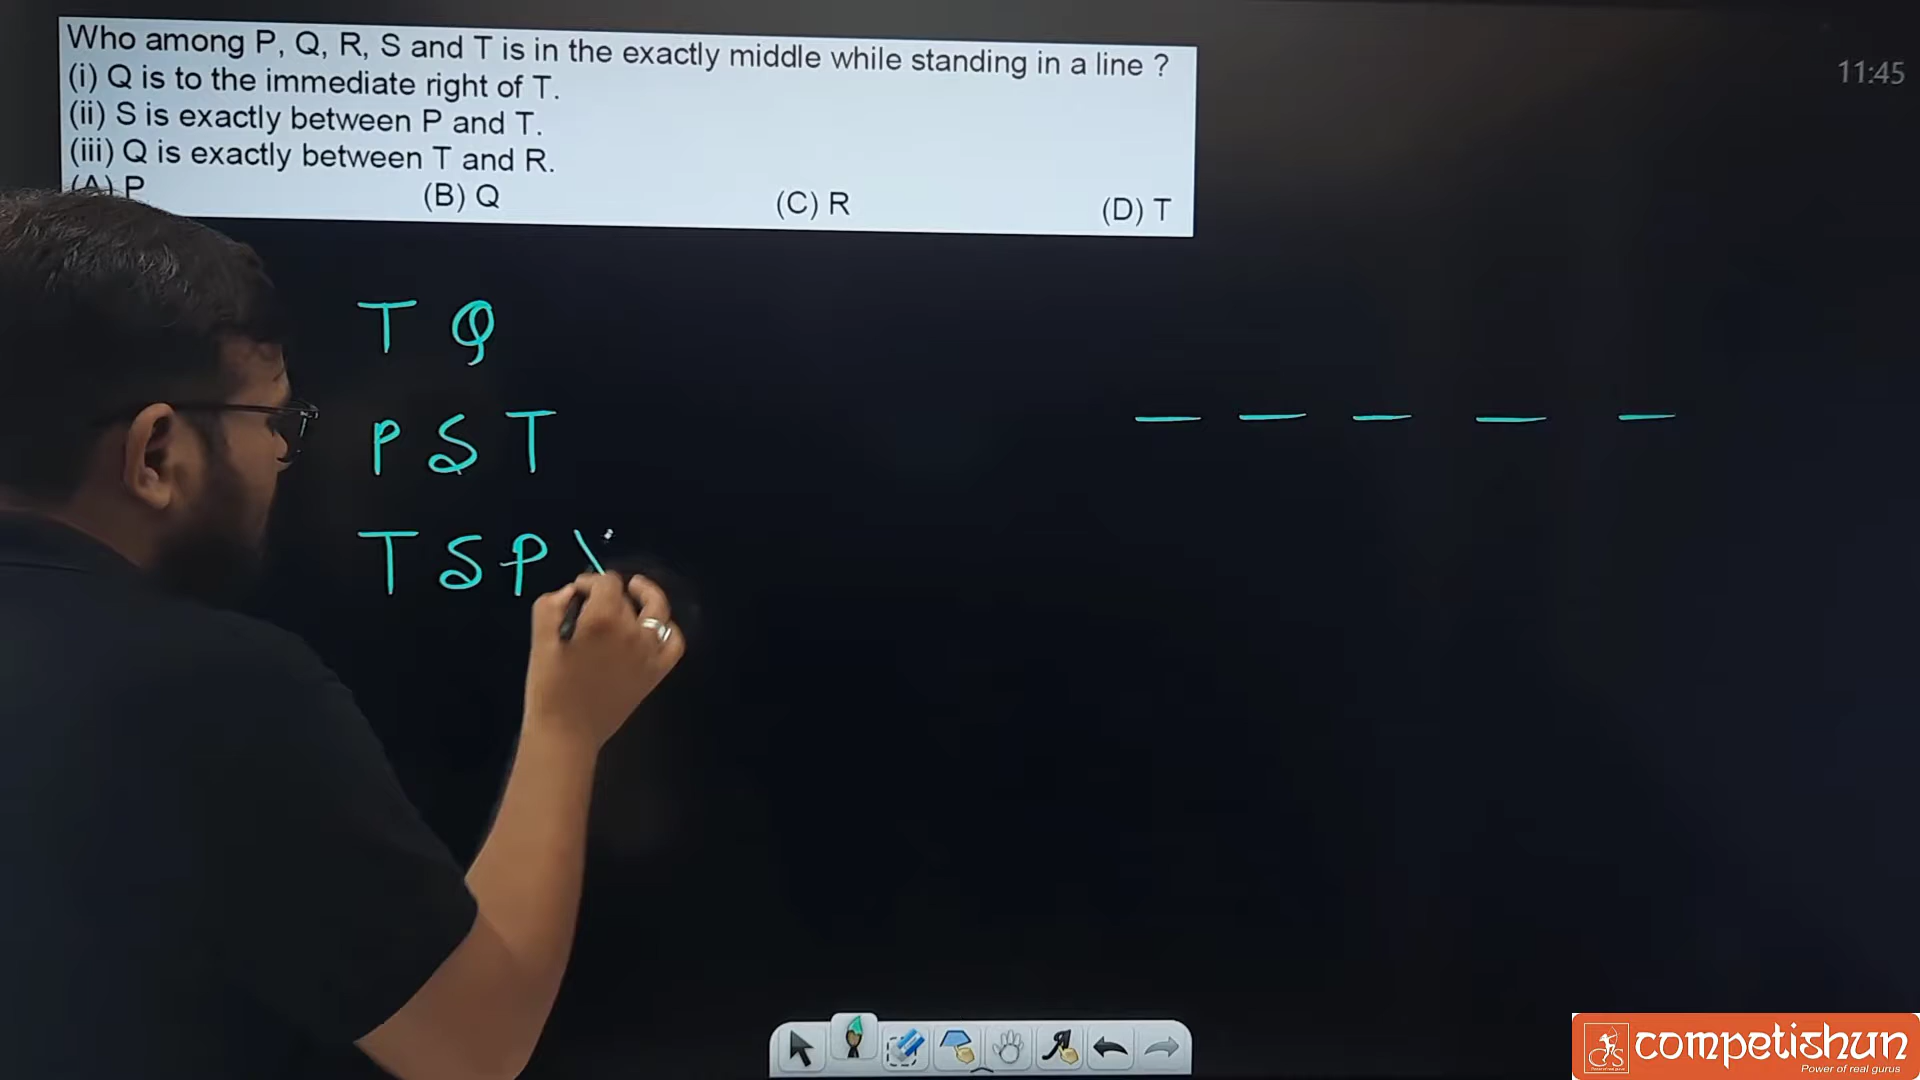 Who among P, Q, R, S and T is in the exactly middle while standing in a line ?
(i) Q is to the immediate right of T.
(ii) S is exactly between P and T.
(iii) Q is exactly between T and R.
(A) P (B) Q (C) R (D) T
11:45
T Q
P S T
T S P
competishun
Power of real gurus